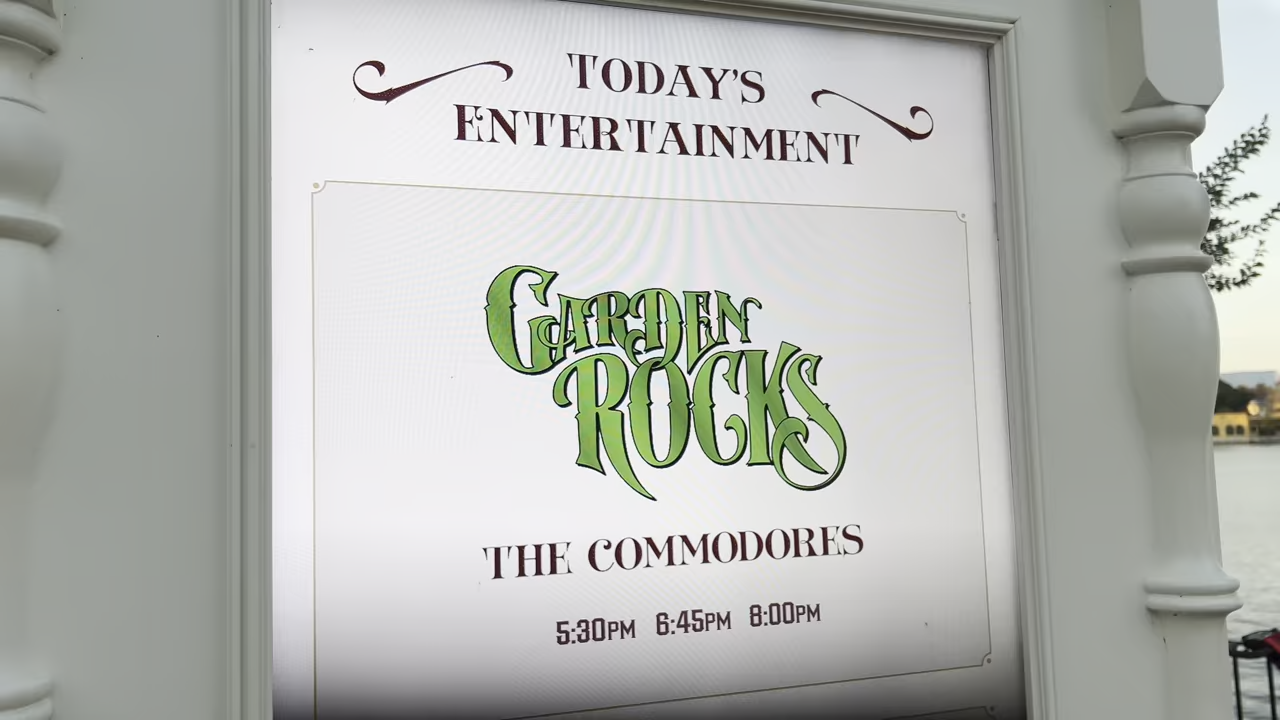 TODAY'S
ENTERTAINMENT
GARDEN
ROCKS
THE COMMODORES
5:30PM 6:45PM 8:00PM